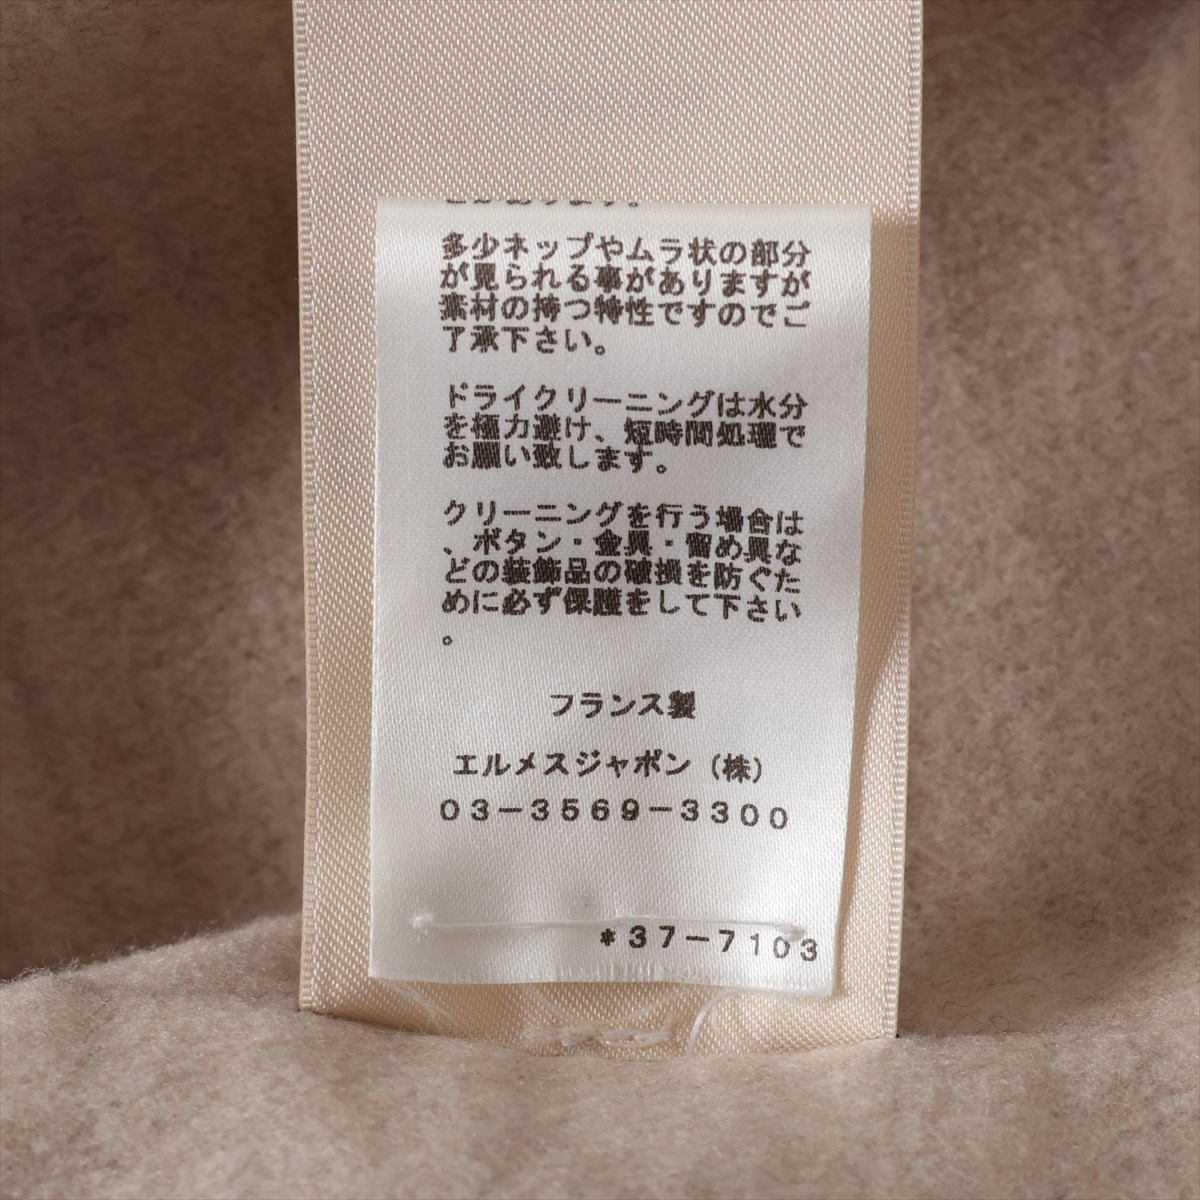 とがあります。
多少ネップやムラ状の部分
が見られる事がありますが
素材の持つ特性ですのでご
了承下さい。
ドライクリーニングは水分
を極力避け、短時間処理で
お願い致します。
クリーニングを行う場合は
、ボタン・金具・留め具な
どの装飾品の破損を防ぐた
めに必ず保護をして下さい
。
フランス製
エルメスジャポン（株）
03-3569-3300
*37-7103